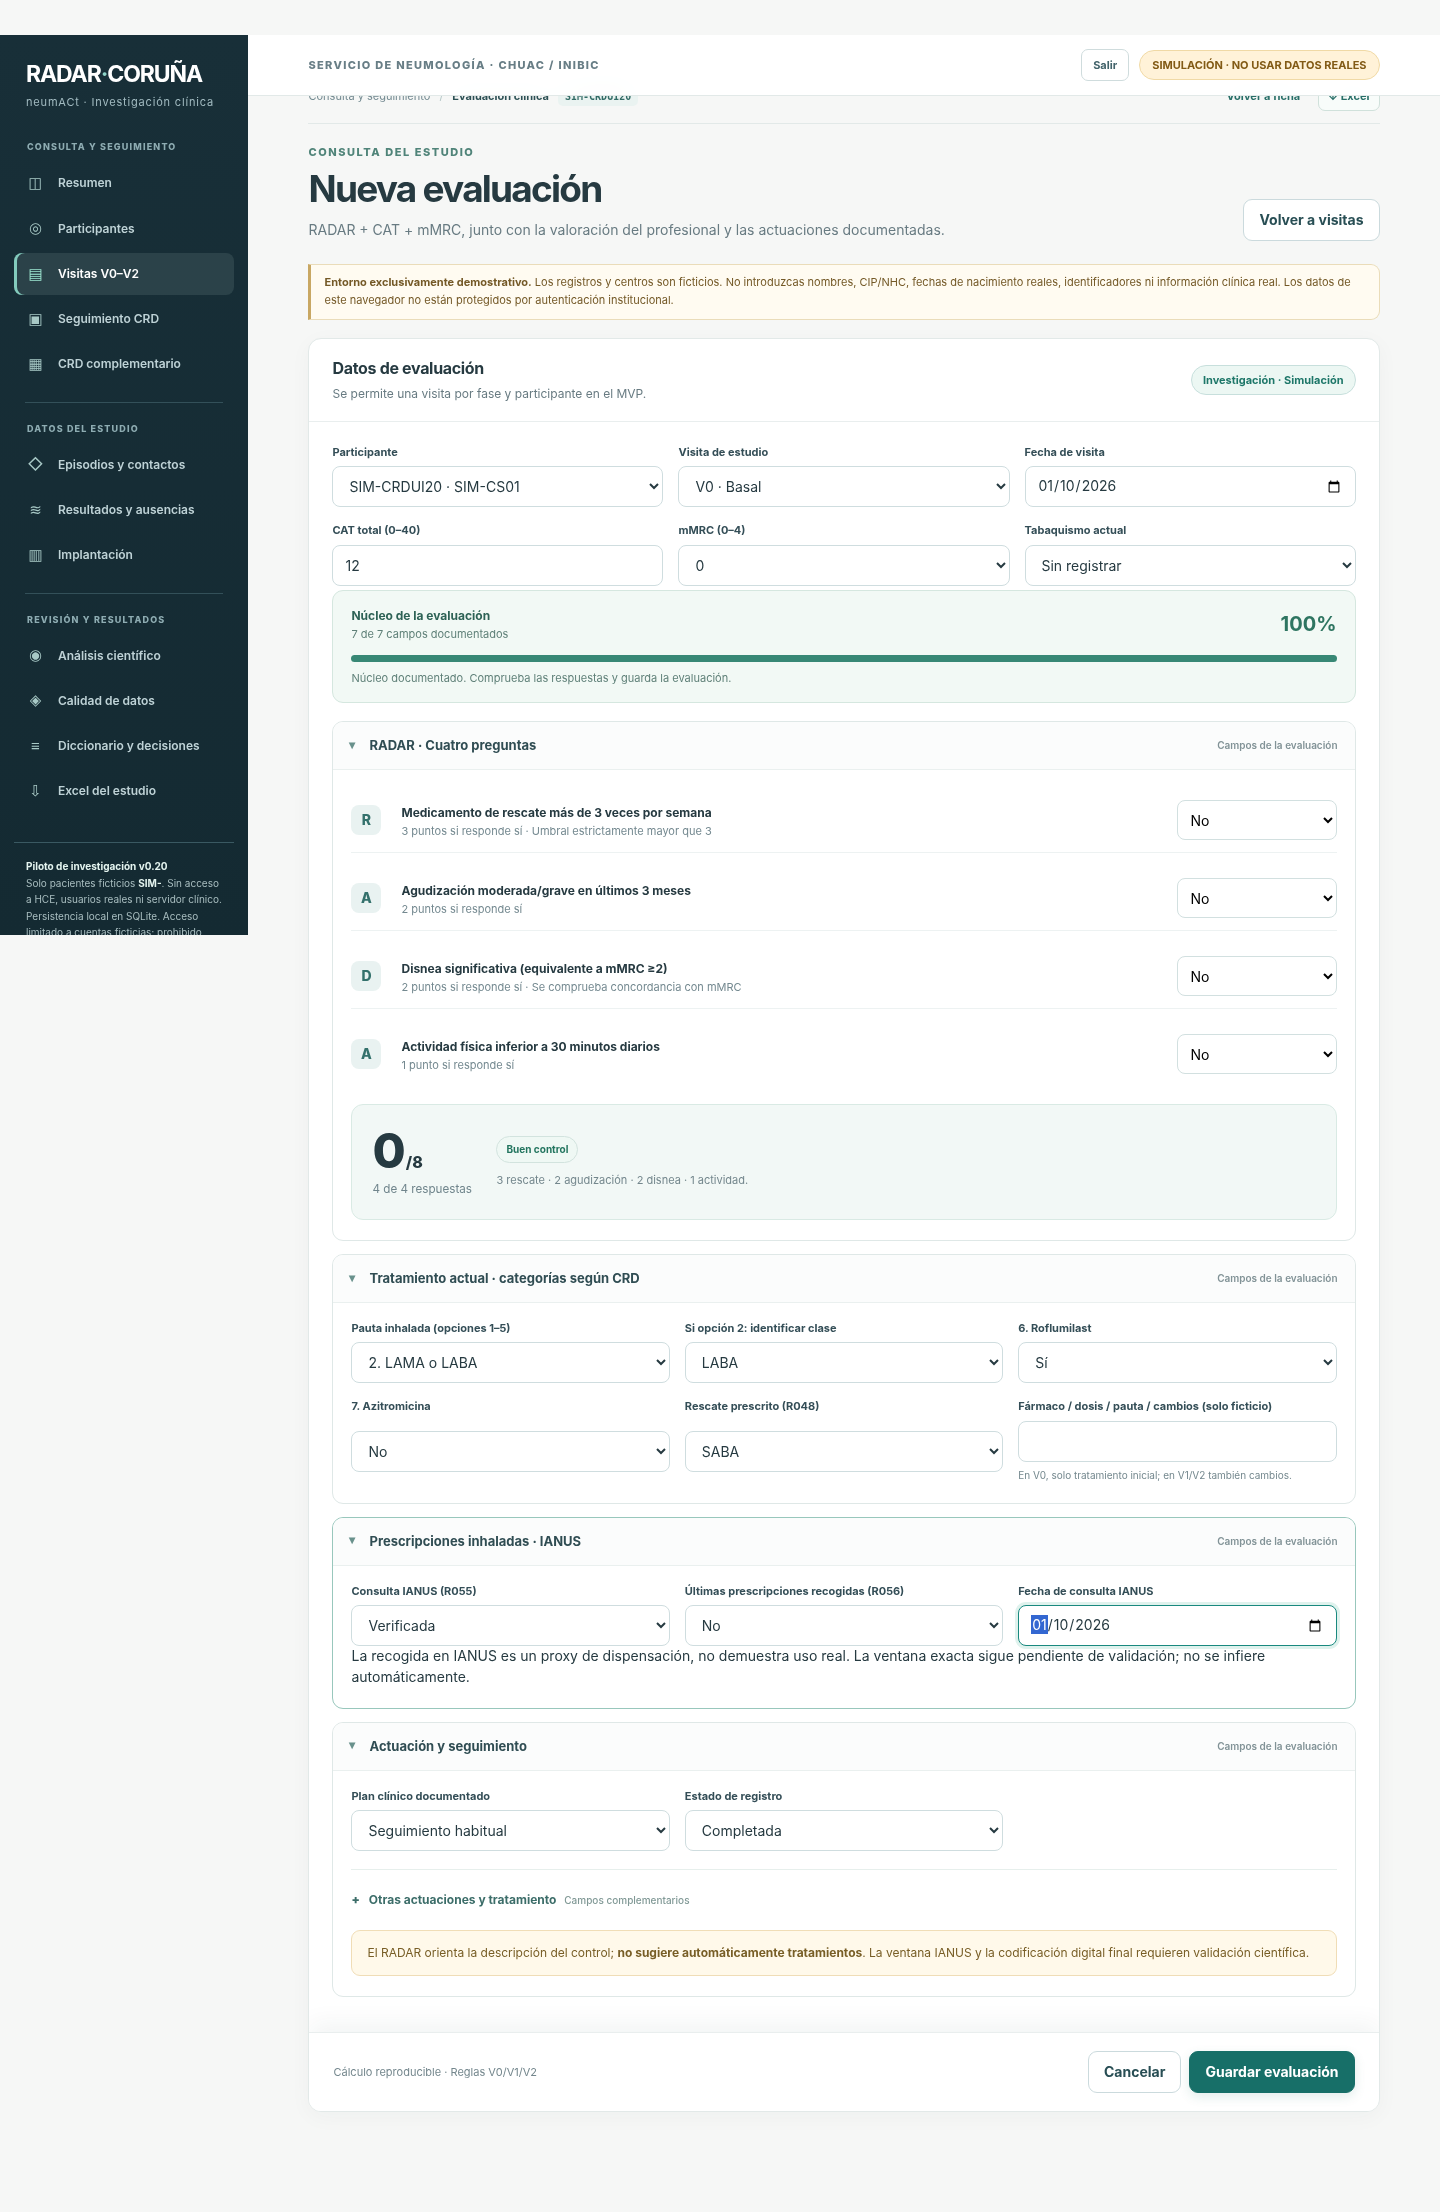 RADAR·CORUÑA
neumACt · Investigación clínica
CONSULTA Y SEGUIMIENTO
Resumen
Participantes
Visitas V0–V2
Seguimiento CRD
CRD complementario
DATOS DEL ESTUDIO
Episodios y contactos
Resultados y ausencias
Implantación
REVISIÓN Y RESULTADOS
Análisis científico
Calidad de datos
Diccionario y decisiones
Excel del estudio
Piloto de investigación v0.20
Solo pacientes ficticios SIM-. Sin acceso
a HCE, usuarios reales ni servidor clínico.
Persistencia local en SQLite. Acceso
limitado a cuentas ficticias; prohibido
SERVICIO DE NEUMOLOGÍA · CHUAC / INIBIC
Salir
SIMULACIÓN · NO USAR DATOS REALES
Consulta y seguimiento / Evaluación clínica SIM-CRDUI20
Volver a ficha
↓ Excel
CONSULTA DEL ESTUDIO
Nueva evaluación
RADAR + CAT + mMRC, junto con la valoración del profesional y las actuaciones documentadas.
Volver a visitas
Entorno exclusivamente demostrativo. Los registros y centros son ficticios. No introduzcas nombres, CIP/NHC, fechas de nacimiento reales, identificadores ni información clínica real. Los datos de
este navegador no están protegidos por autenticación institucional.
Datos de evaluación
Se permite una visita por fase y participante en el MVP.
Investigación · Simulación
Participante
Visita de estudio
Fecha de visita
SIM-CRDUI20 · SIM-CS01
V0 · Basal
01/10/2026
CAT total (0–40)
mMRC (0–4)
Tabaquismo actual
12
0
Sin registrar
Núcleo de la evaluación
7 de 7 campos documentados
100%
Núcleo documentado. Comprueba las respuestas y guarda la evaluación.
RADAR · Cuatro preguntas
Campos de la evaluación
R
Medicamento de rescate más de 3 veces por semana
3 puntos si responde sí · Umbral estrictamente mayor que 3
No
A
Agudización moderada/grave en últimos 3 meses
2 puntos si responde sí
No
D
Disnea significativa (equivalente a mMRC ≥2)
2 puntos si responde sí · Se comprueba concordancia con mMRC
No
A
Actividad física inferior a 30 minutos diarios
1 punto si responde sí
No
0/8
4 de 4 respuestas
Buen control
3 rescate · 2 agudización · 2 disnea · 1 actividad.
Tratamiento actual · categorías según CRD
Campos de la evaluación
Pauta inhalada (opciones 1–5)
Si opción 2: identificar clase
6. Roflumilast
2. LAMA o LABA
LABA
Sí
7. Azitromicina
Rescate prescrito (R048)
Fármaco / dosis / pauta / cambios (solo ficticio)
No
SABA
En V0, solo tratamiento inicial; en V1/V2 también cambios.
Prescripciones inhaladas · IANUS
Campos de la evaluación
Consulta IANUS (R055)
Últimas prescripciones recogidas (R056)
Fecha de consulta IANUS
Verificada
No
01/10/2026
La recogida en IANUS es un proxy de dispensación, no demuestra uso real. La ventana exacta sigue pendiente de validación; no se infiere
automáticamente.
Actuación y seguimiento
Campos de la evaluación
Plan clínico documentado
Estado de registro
Seguimiento habitual
Completada
+ Otras actuaciones y tratamiento Campos complementarios
El RADAR orienta la descripción del control; no sugiere automáticamente tratamientos. La ventana IANUS y la codificación digital final requieren validación científica.
Cálculo reproducible · Reglas V0/V1/V2
Cancelar
Guardar evaluación